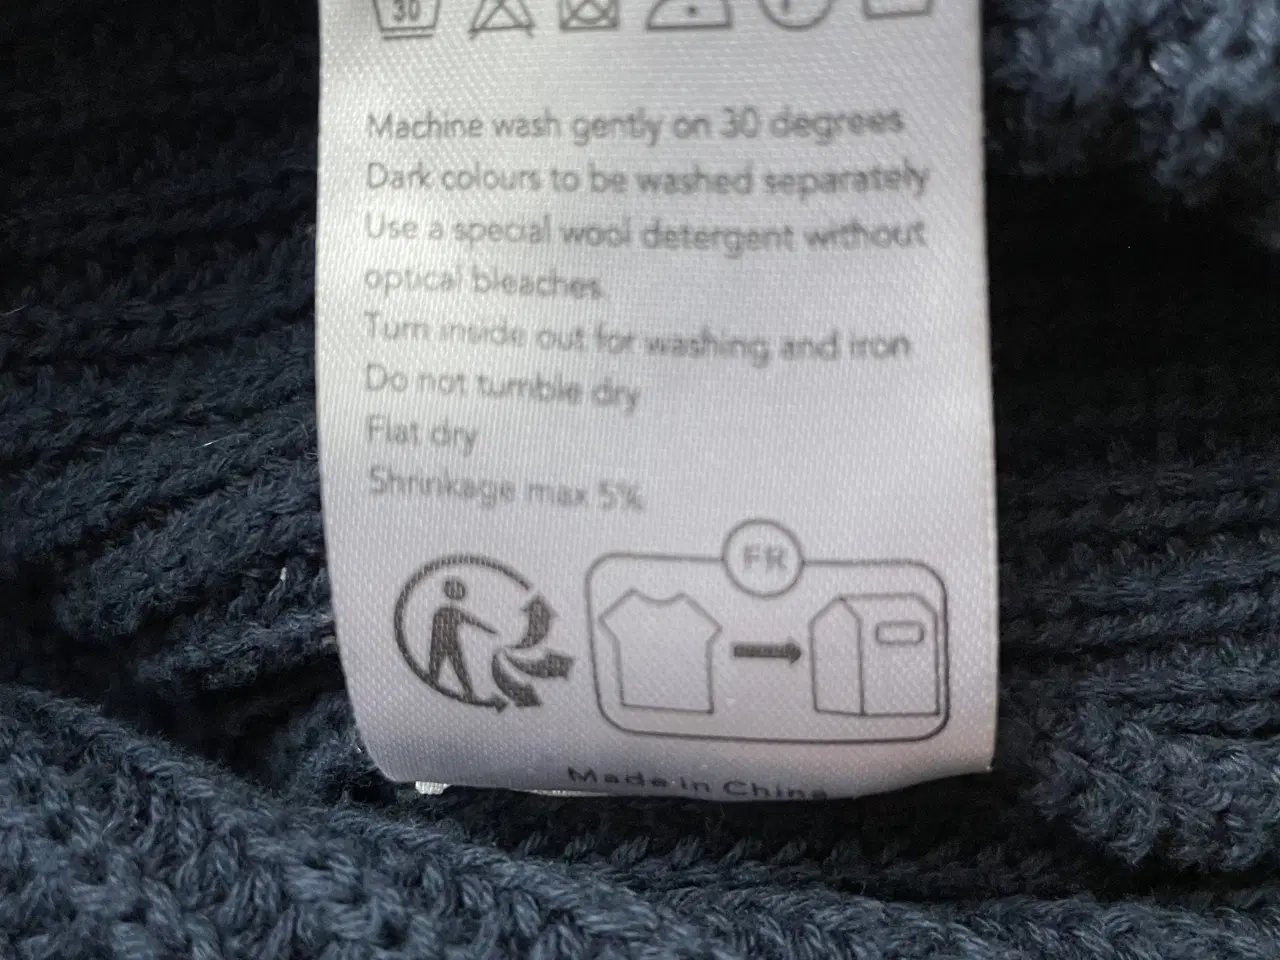 30
Machine wash gently on 30 degrees
Dark colours to be washed separately
Use a special wool detergent without
optical bleaches.
Turn inside out for washing and iron
Do not tumble dry
Flat dry
Shrinkage max 5%
FR
Made in China